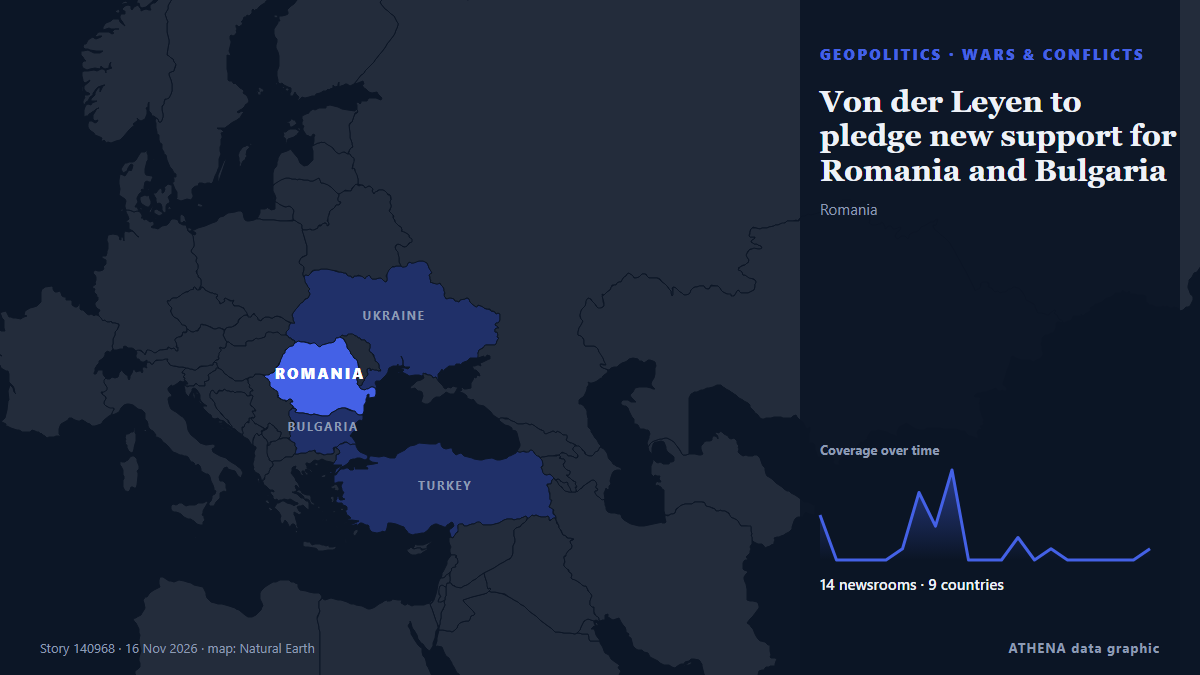 GEOPOLITICS · WARS & CONFLICTS
Von der Leyen to
pledge new support for
Romania and Bulgaria
Romania
UKRAINE
ROMANIA
BULGARIA
TURKEY
Coverage over time
14 newsrooms · 9 countries
Story 140968 · 16 Nov 2026 · map: Natural Earth
ATHENA data graphic